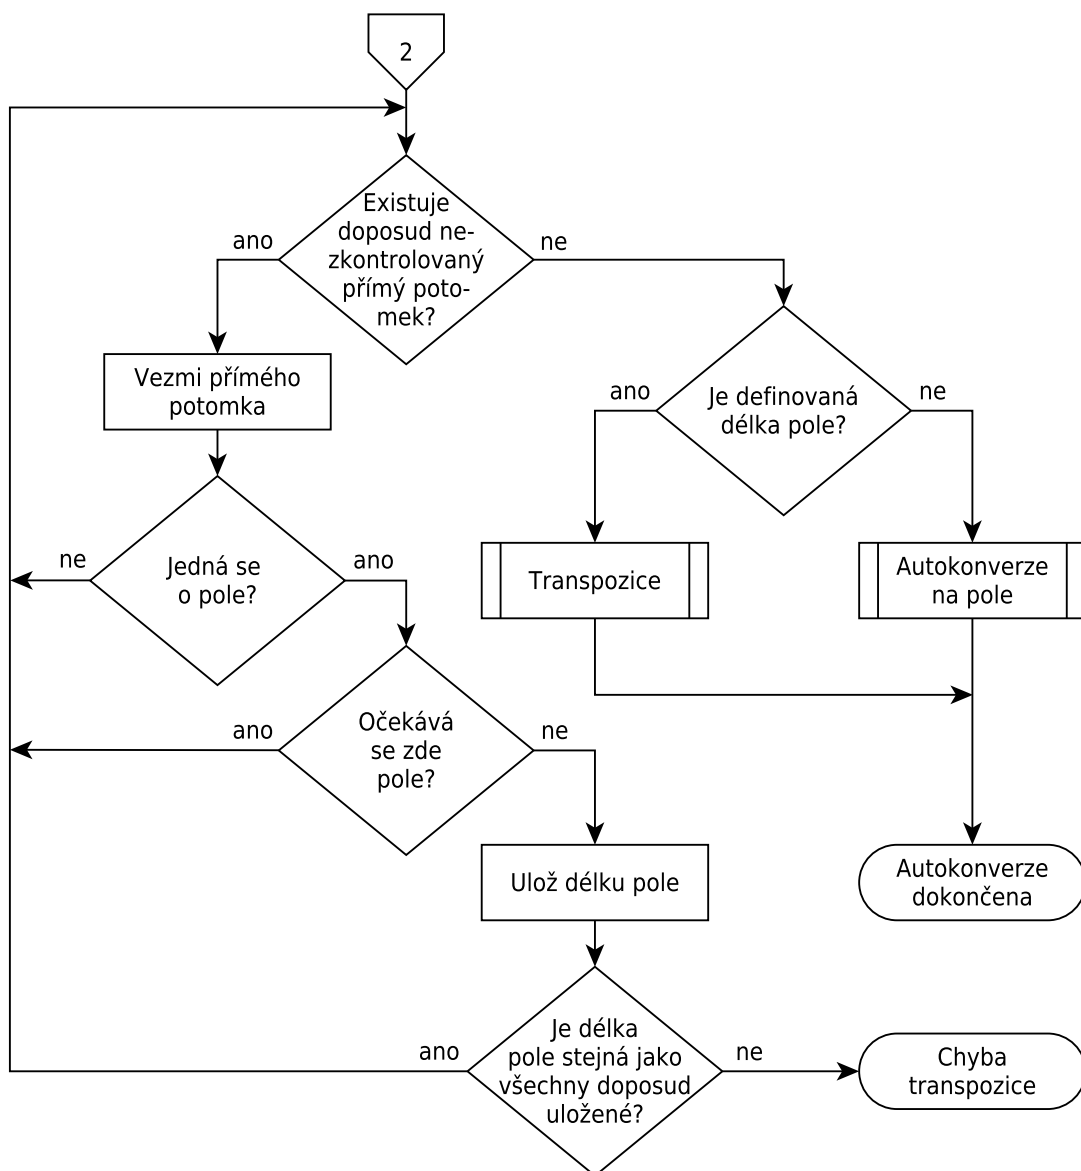 2
Existuje
doposud ne-
zkontrolovaný
přímý poto-
mek?
ano
ne
Vezmi přímého
potomka
Je definovaná
délka pole?
ano
ne
Jedná se
o pole?
ne
ano
Transpozice
Autokonverze
na pole
Očekává
se zde
pole?
ano
ne
Ulož délku pole
Autokonverze
dokončena
Je délka
pole stejná jako
všechny doposud
uložené?
ano
ne
Chyba
transpozice